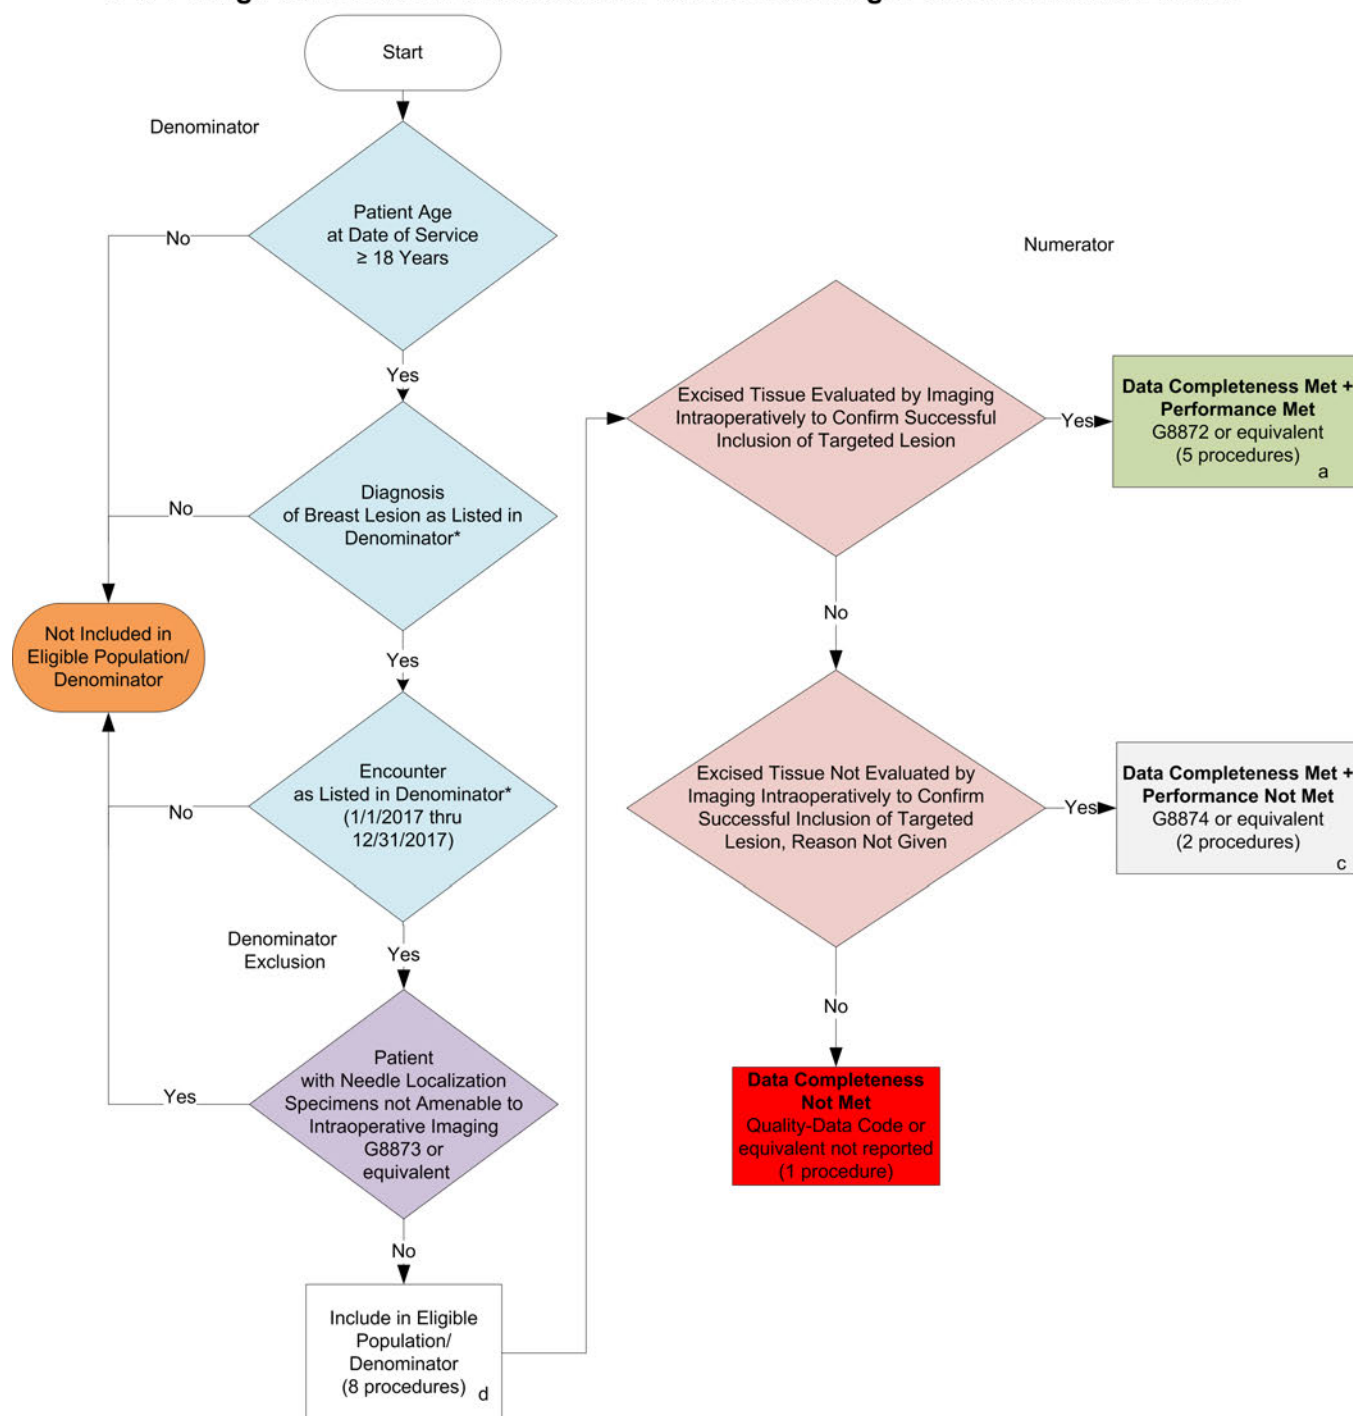 Start
Denominator
Patient Age
at Date of Service
≥ 18 Years
No
Yes
Diagnosis
of Breast Lesion as Listed in
Denominator*
No
Yes
Not Included in
Eligible Population/
Denominator
Encounter
as Listed in Denominator*
(1/1/2017 thru
12/31/2017)
No
Yes
Denominator
Exclusion
Patient
with Needle Localization
Specimens not Amenable to
Intraoperative Imaging
G8873 or
equivalent
Yes
No
Include in Eligible
Population/
Denominator
(8 procedures)
d
Numerator
Excised Tissue Evaluated by Imaging
Intraoperatively to Confirm Successful
Inclusion of Targeted Lesion
Yes
Data Completeness Met +
Performance Met
G8872 or equivalent
(5 procedures)
a
No
Excised Tissue Not Evaluated by
Imaging Intraoperatively to Confirm
Successful Inclusion of Targeted
Lesion, Reason Not Given
Yes
Data Completeness Met +
Performance Not Met
G8874 or equivalent
(2 procedures)
c
No
Data Completeness
Not Met
Quality-Data Code or
equivalent not reported
(1 procedure)